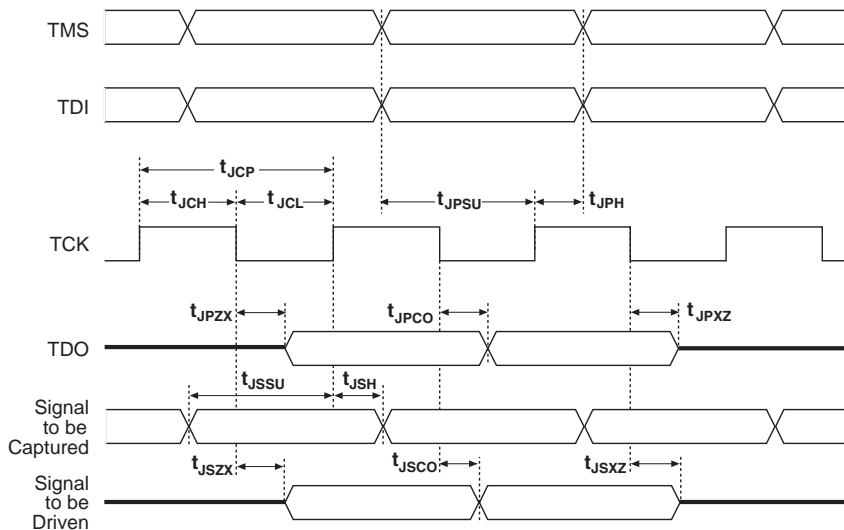 TMS
TDI
tJCP
tJCH
tJCL
tJPSU
tJPH
TCK
tJPZX
tJPCO
tJPXZ
TDO
tJSSU
tJSH
Signal
to be
Captured
tJSZX
tJSCO
tJSXZ
Signal
to be
Driven